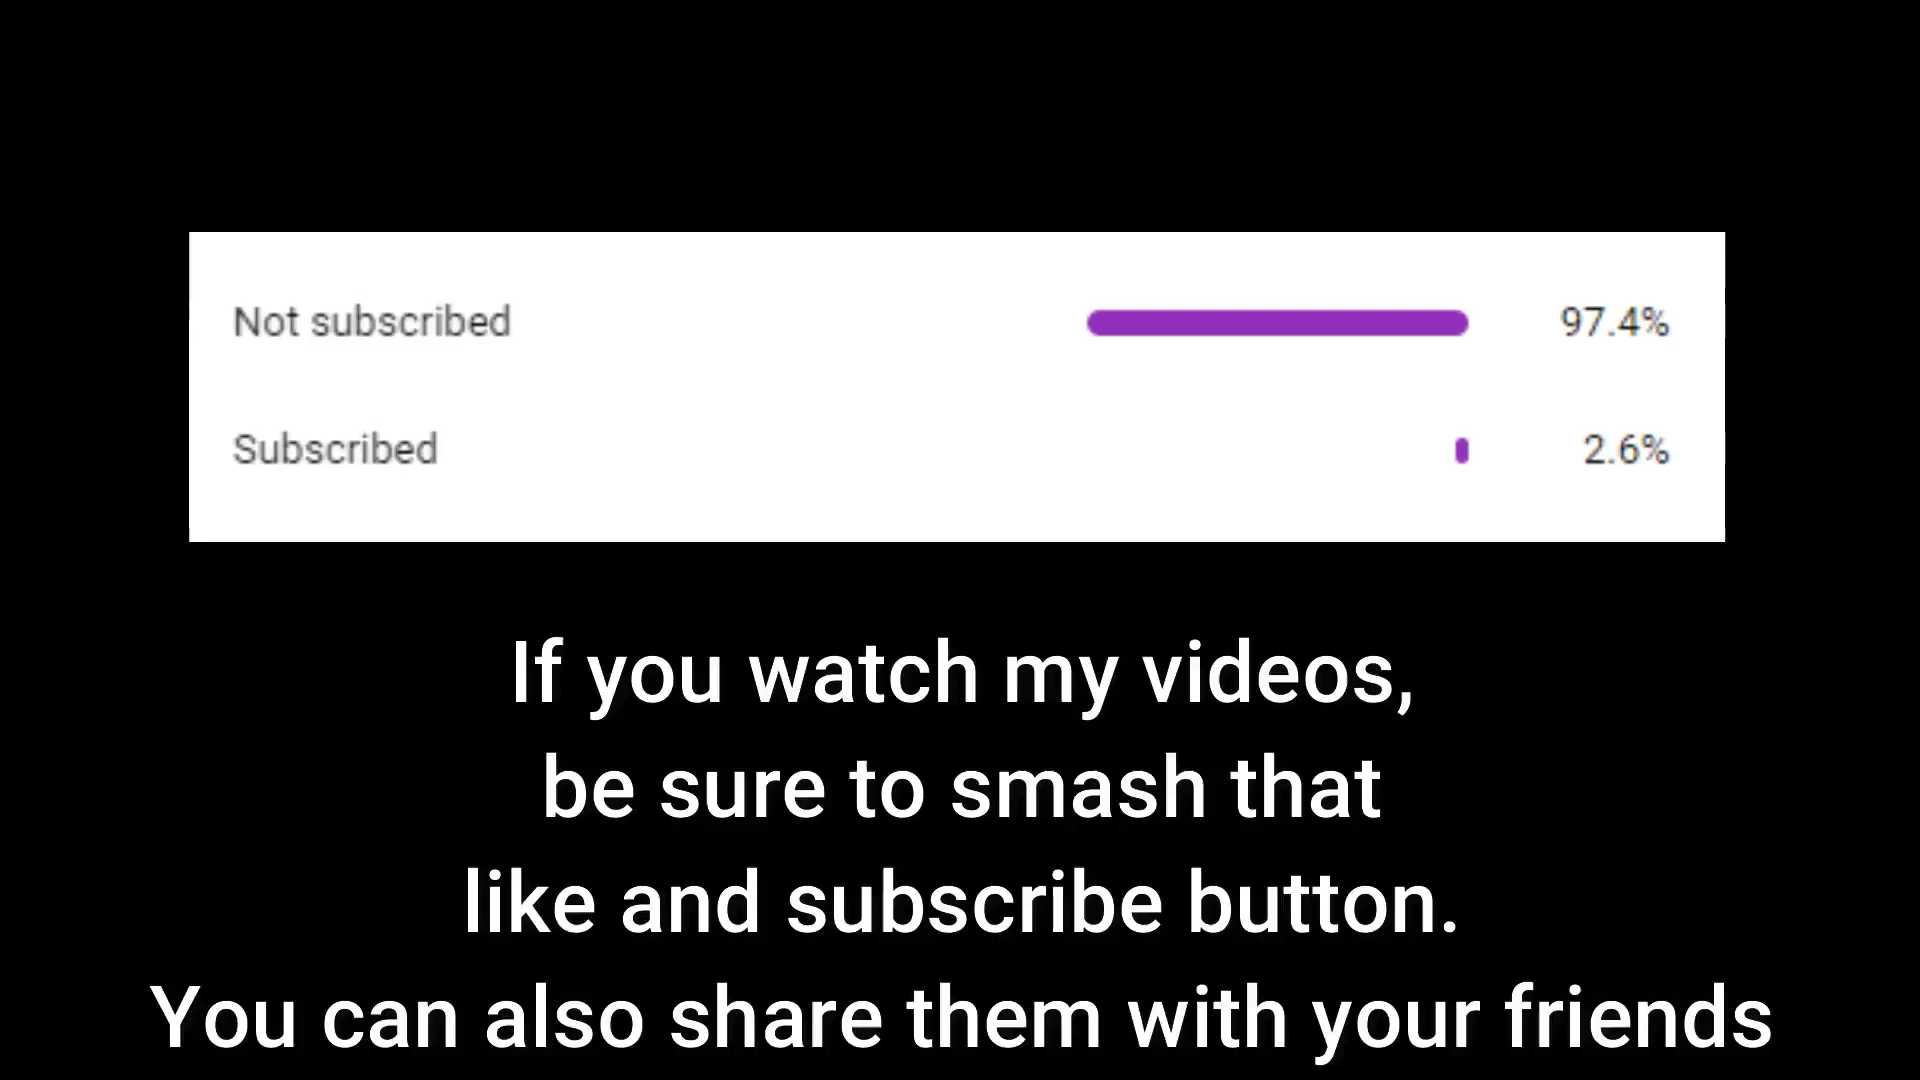 Not subscribed 97.4%
Subscribed 2.6%
If you watch my videos,
be sure to smash that
like and subscribe button.
You can also share them with your friends